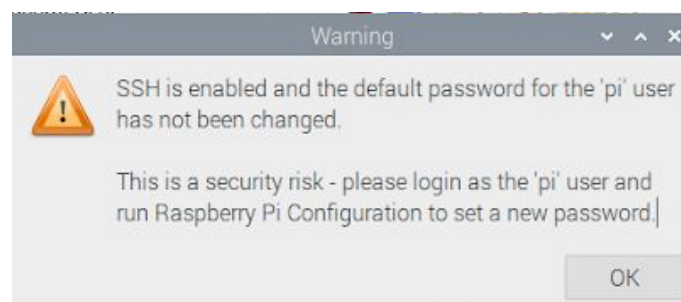 Warning
SSH is enabled and the default password for the 'pi' user
has not been changed.
This is a security risk - please login as the 'pi' user and
run Raspberry Pi Configuration to set a new password.
OK